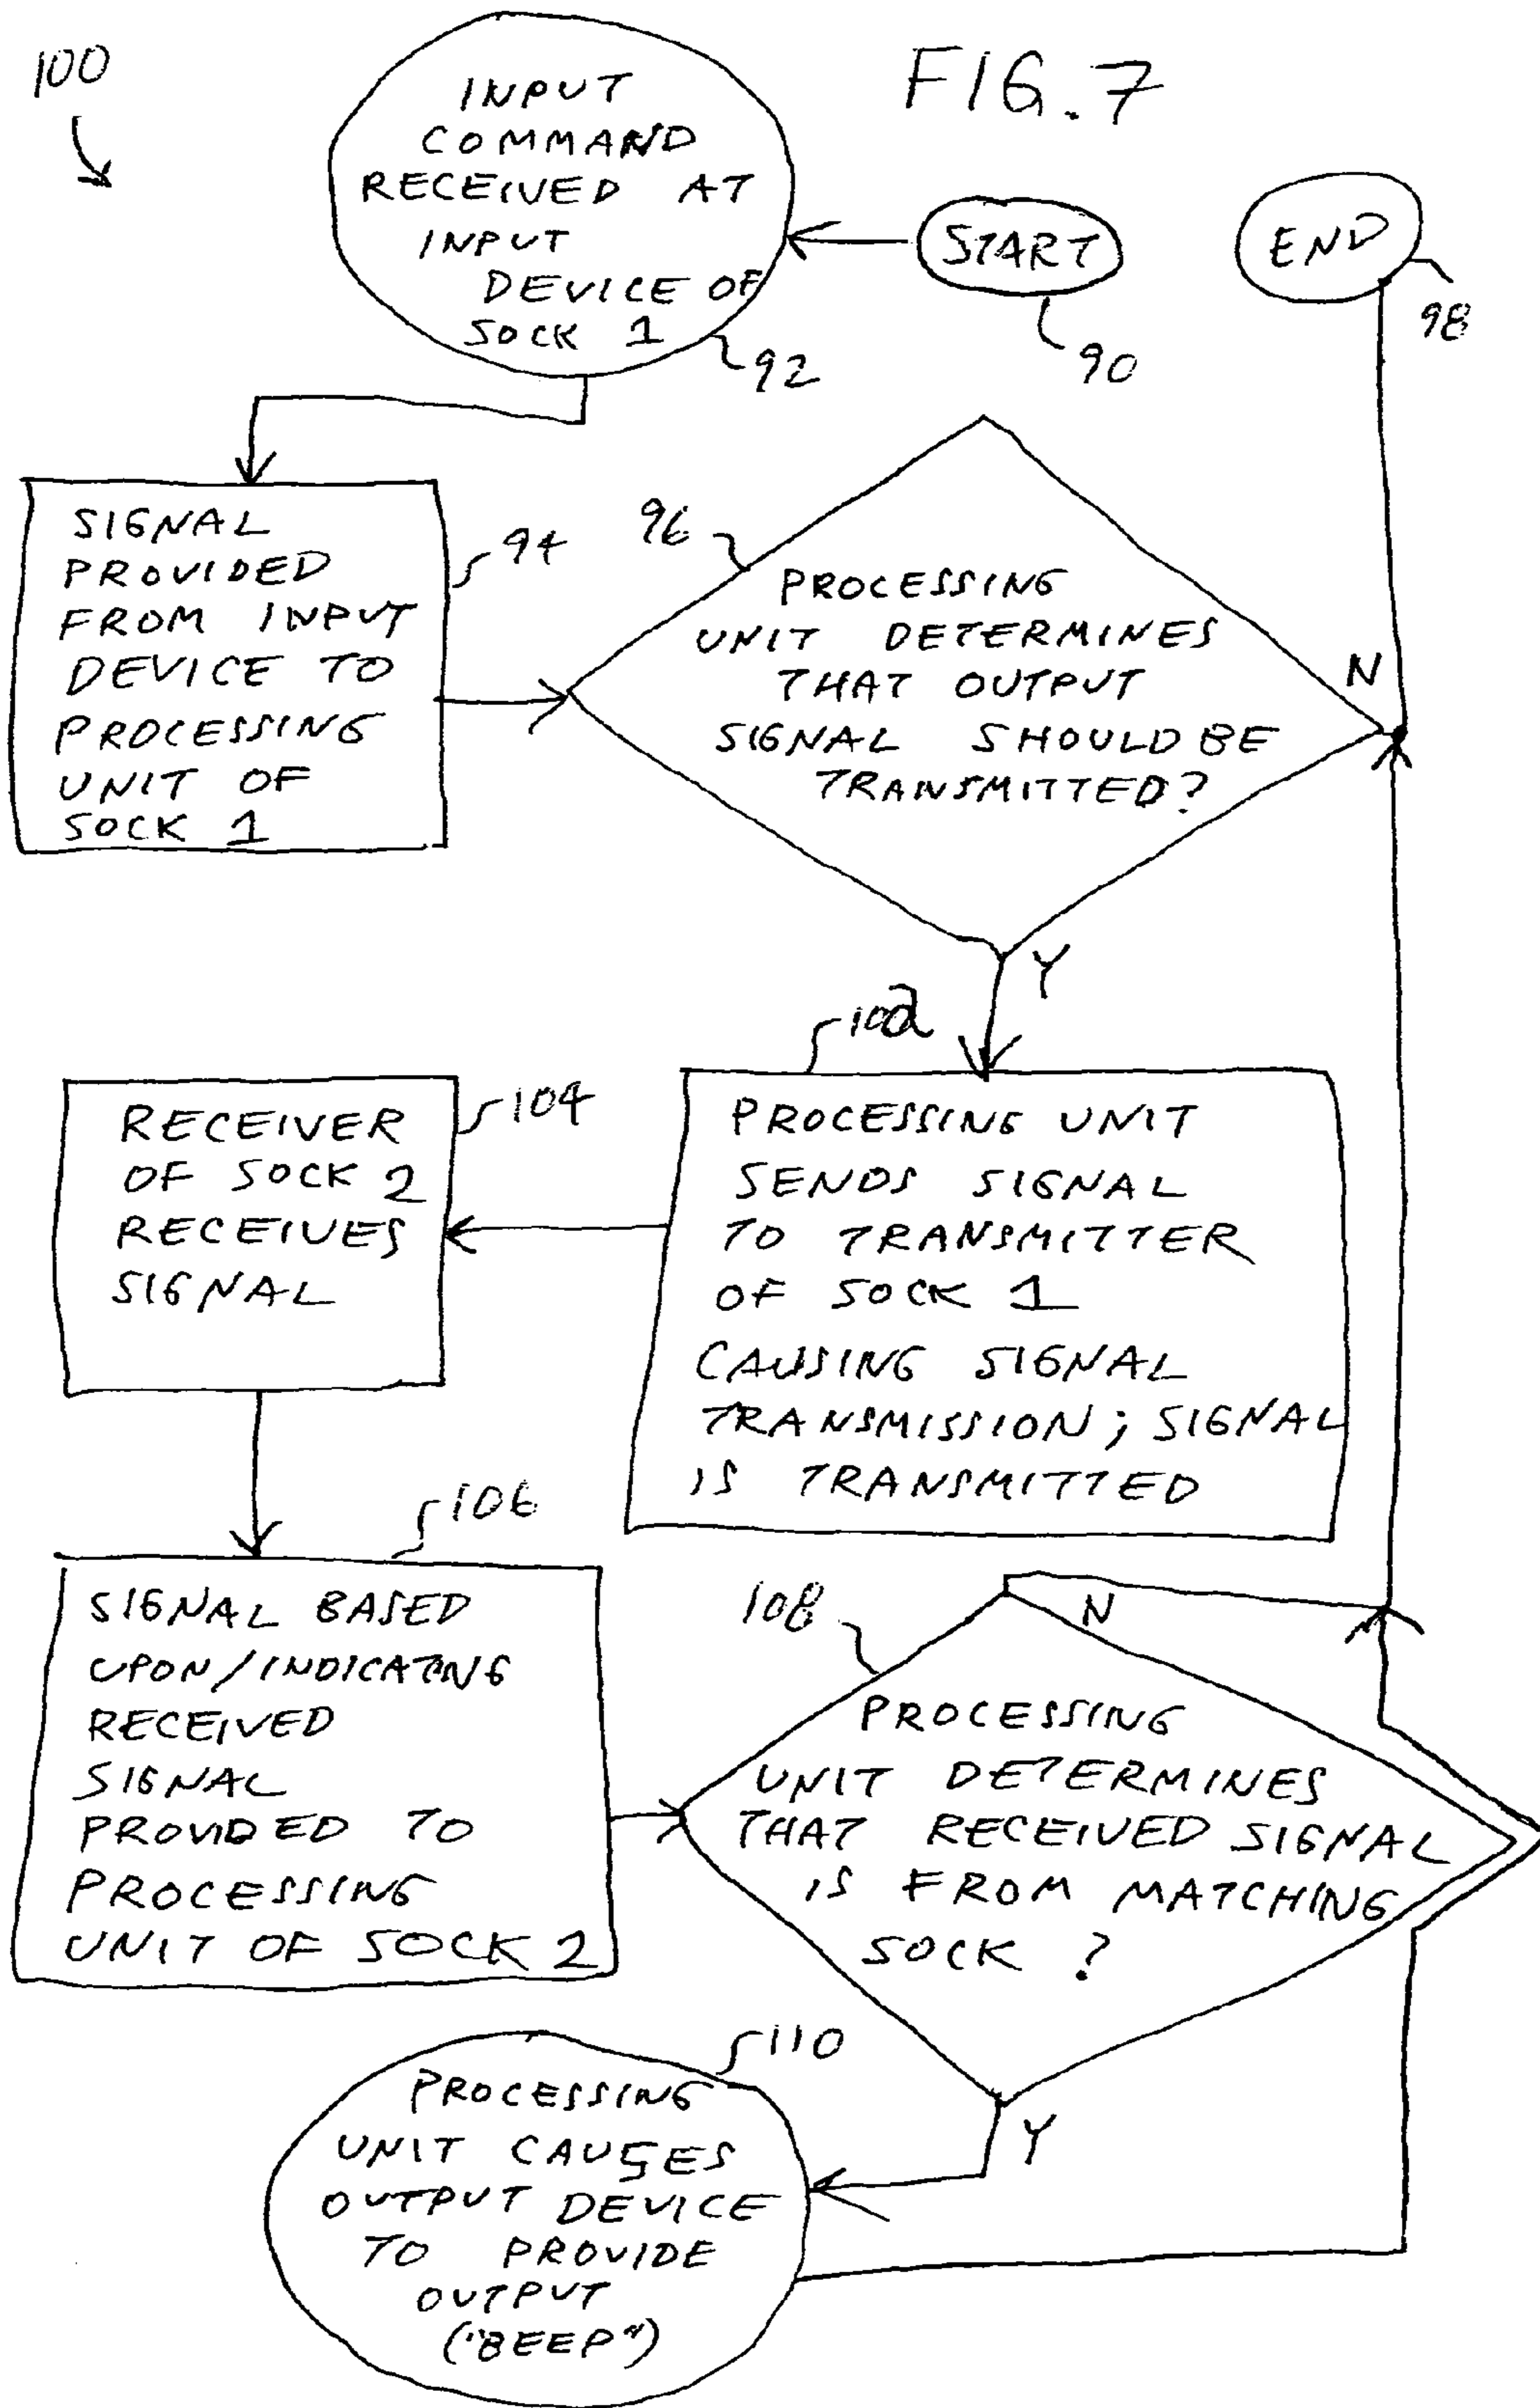 100
FIG. 7
INPUT
COMMAND
RECEIVED AT
INPUT
DEVICE OF
SOCK 1
92
START
90
END
98
SIGNAL
PROVIDED
FROM INPUT
DEVICE TO
PROCESSING
UNIT OF
SOCK 1
94
96
PROCESSING
UNIT DETERMINES
THAT OUTPUT
SIGNAL SHOULD BE
TRANSMITTED?
N
Y
102
PROCESSING UNIT
SENDS SIGNAL
TO TRANSMITTER
OF SOCK 1
CAUSING SIGNAL
TRANSMISSION; SIGNAL
IS TRANSMITTED
RECEIVER
OF SOCK 2
RECEIVES
SIGNAL
104
106
SIGNAL BASED
UPON/INDICATING
RECEIVED
SIGNAL
PROVIDED TO
PROCESSING
UNIT OF SOCK 2
108
N
PROCESSING
UNIT DETERMINES
THAT RECEIVED SIGNAL
IS FROM MATCHING
SOCK ?
Y
110
PROCESSING
UNIT CAUSES
OUTPUT DEVICE
TO PROVIDE
OUTPUT
("BEEP")